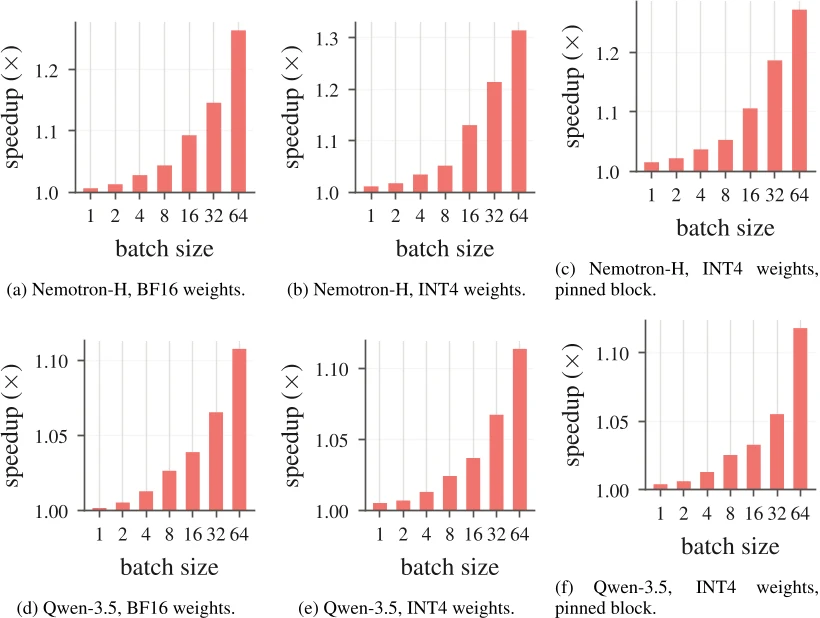 speedup (×)
1.2
1.1
1.0
1 2 4 8 16 32 64
batch size
(a) Nemotron-H, BF16 weights.
speedup (×)
1.3
1.2
1.1
1.0
1 2 4 8 16 32 64
batch size
(b) Nemotron-H, INT4 weights.
speedup (×)
1.2
1.1
1.0
1 2 4 8 16 32 64
batch size
(c) Nemotron-H, INT4 weights,
pinned block.
speedup (×)
1.10
1.05
1.00
1 2 4 8 16 32 64
batch size
(d) Qwen-3.5, BF16 weights.
speedup (×)
1.10
1.05
1.00
1 2 4 8 16 32 64
batch size
(e) Qwen-3.5, INT4 weights.
speedup (×)
1.10
1.05
1.00
1 2 4 8 16 32 64
batch size
(f) Qwen-3.5, INT4 weights,
pinned block.